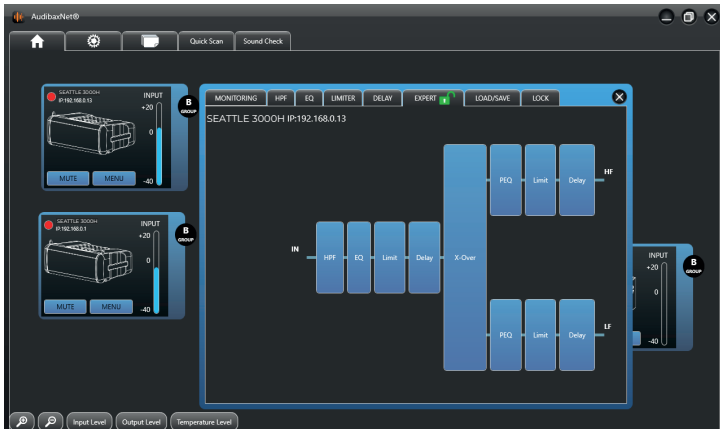 AudibaxNet®
Quick Scan
Sound Check
SEATTLE 3000H
IP:192.168.0.13
INPUT
+20
0
-40
B
GROUP
MUTE
MENU
SEATTLE 3000H
IP:192.168.0.1
INPUT
+20
0
-40
B
GROUP
MUTE
MENU
MONITORING
HPF
EQ
LIMITER
DELAY
EXPERT
LOAD/SAVE
LOCK
SEATTLE 3000H IP:192.168.0.13
IN
HPF
EQ
Limit
Delay
X-Over
PEQ
Limit
Delay
HF
PEQ
Limit
Delay
LF
INPUT
+20
0
-40
B
GROUP
Input Level
Output Level
Temperature Level